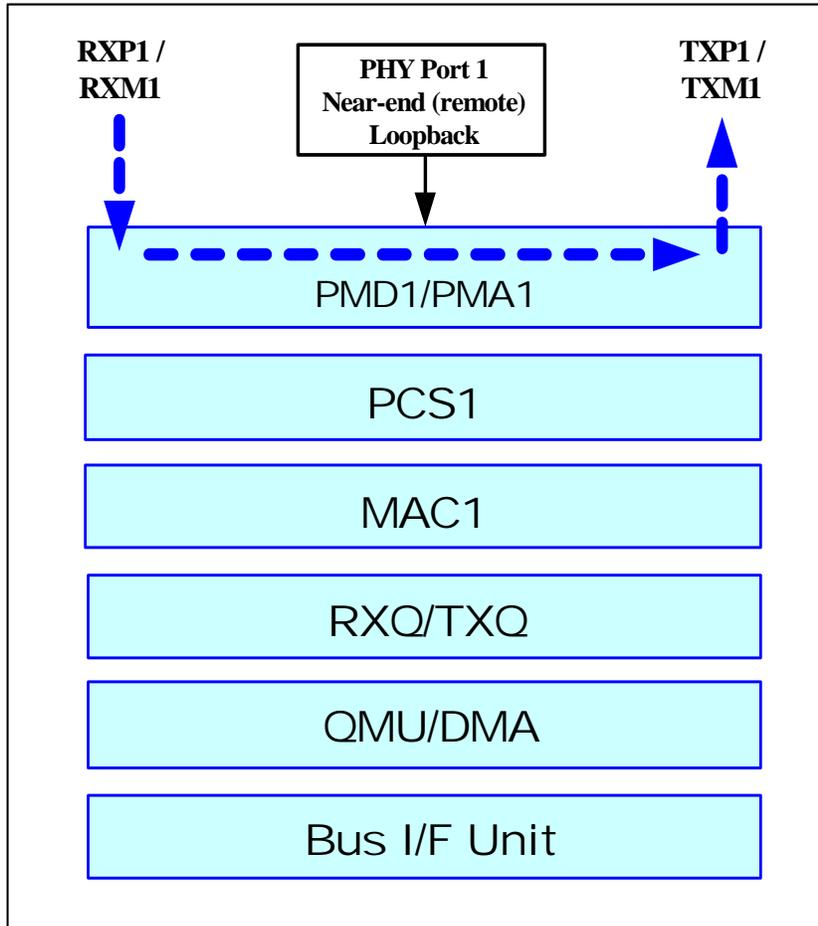 RXP1 /
RXM1
PHY Port 1
Near-end (remote)
Loopback
TXP1 /
TXM1
PMD1/PMA1
PCS1
MAC1
RXQ/TXQ
QMU/DMA
Bus I/F Unit